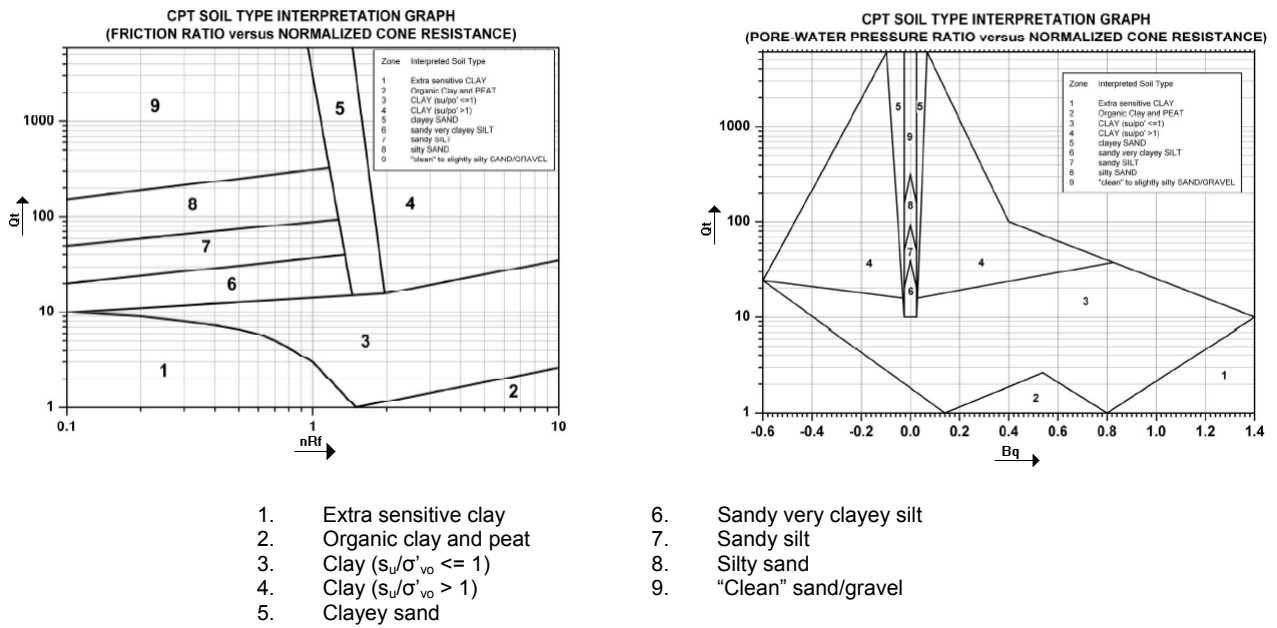 CPT SOIL TYPE INTERPRETATION GRAPH
(FRICTION RATIO versus NORMALIZED CONE RESISTANCE)
Zone Interpreted Soil Type
1 Extra sensitive CLAY
2 Organic Clay and PEAT
3 CLAY (su/po' <=1)
4 CLAY (su/po' >1)
5 clayey SAND
6 sandy very clayey SILT
7 sandy SILT
8 silty SAND
9 "clean" to slightly silty SAND/GRAVEL
9
5
8
4
7
6
3
1
2
1000
100
10
1
Qt
0.1
1
10
nRf
CPT SOIL TYPE INTERPRETATION GRAPH
(PORE-WATER PRESSURE RATIO versus NORMALIZED CONE RESISTANCE)
Zone Interpreted Soil Type
1 Extra sensitive CLAY
2 Organic Clay and PEAT
3 CLAY (su/po' <=1)
4 CLAY (su/po' >1)
5 clayey SAND
6 sandy very clayey SILT
7 sandy SILT
8 silty SAND
9 "clean" to slightly silty SAND/GRAVEL
5
5
9
8
7
4
4
6
3
1
2
1000
100
10
1
Qt
-0.6
-0.4
-0.2
0.0
0.2
0.4
0.6
0.8
1.0
1.2
1.4
Bq
1. Extra sensitive clay
2. Organic clay and peat
3. Clay (su/σ'vo <= 1)
4. Clay (su/σ'vo > 1)
5. Clayey sand
6. Sandy very clayey silt
7. Sandy silt
8. Silty sand
9. “Clean” sand/gravel